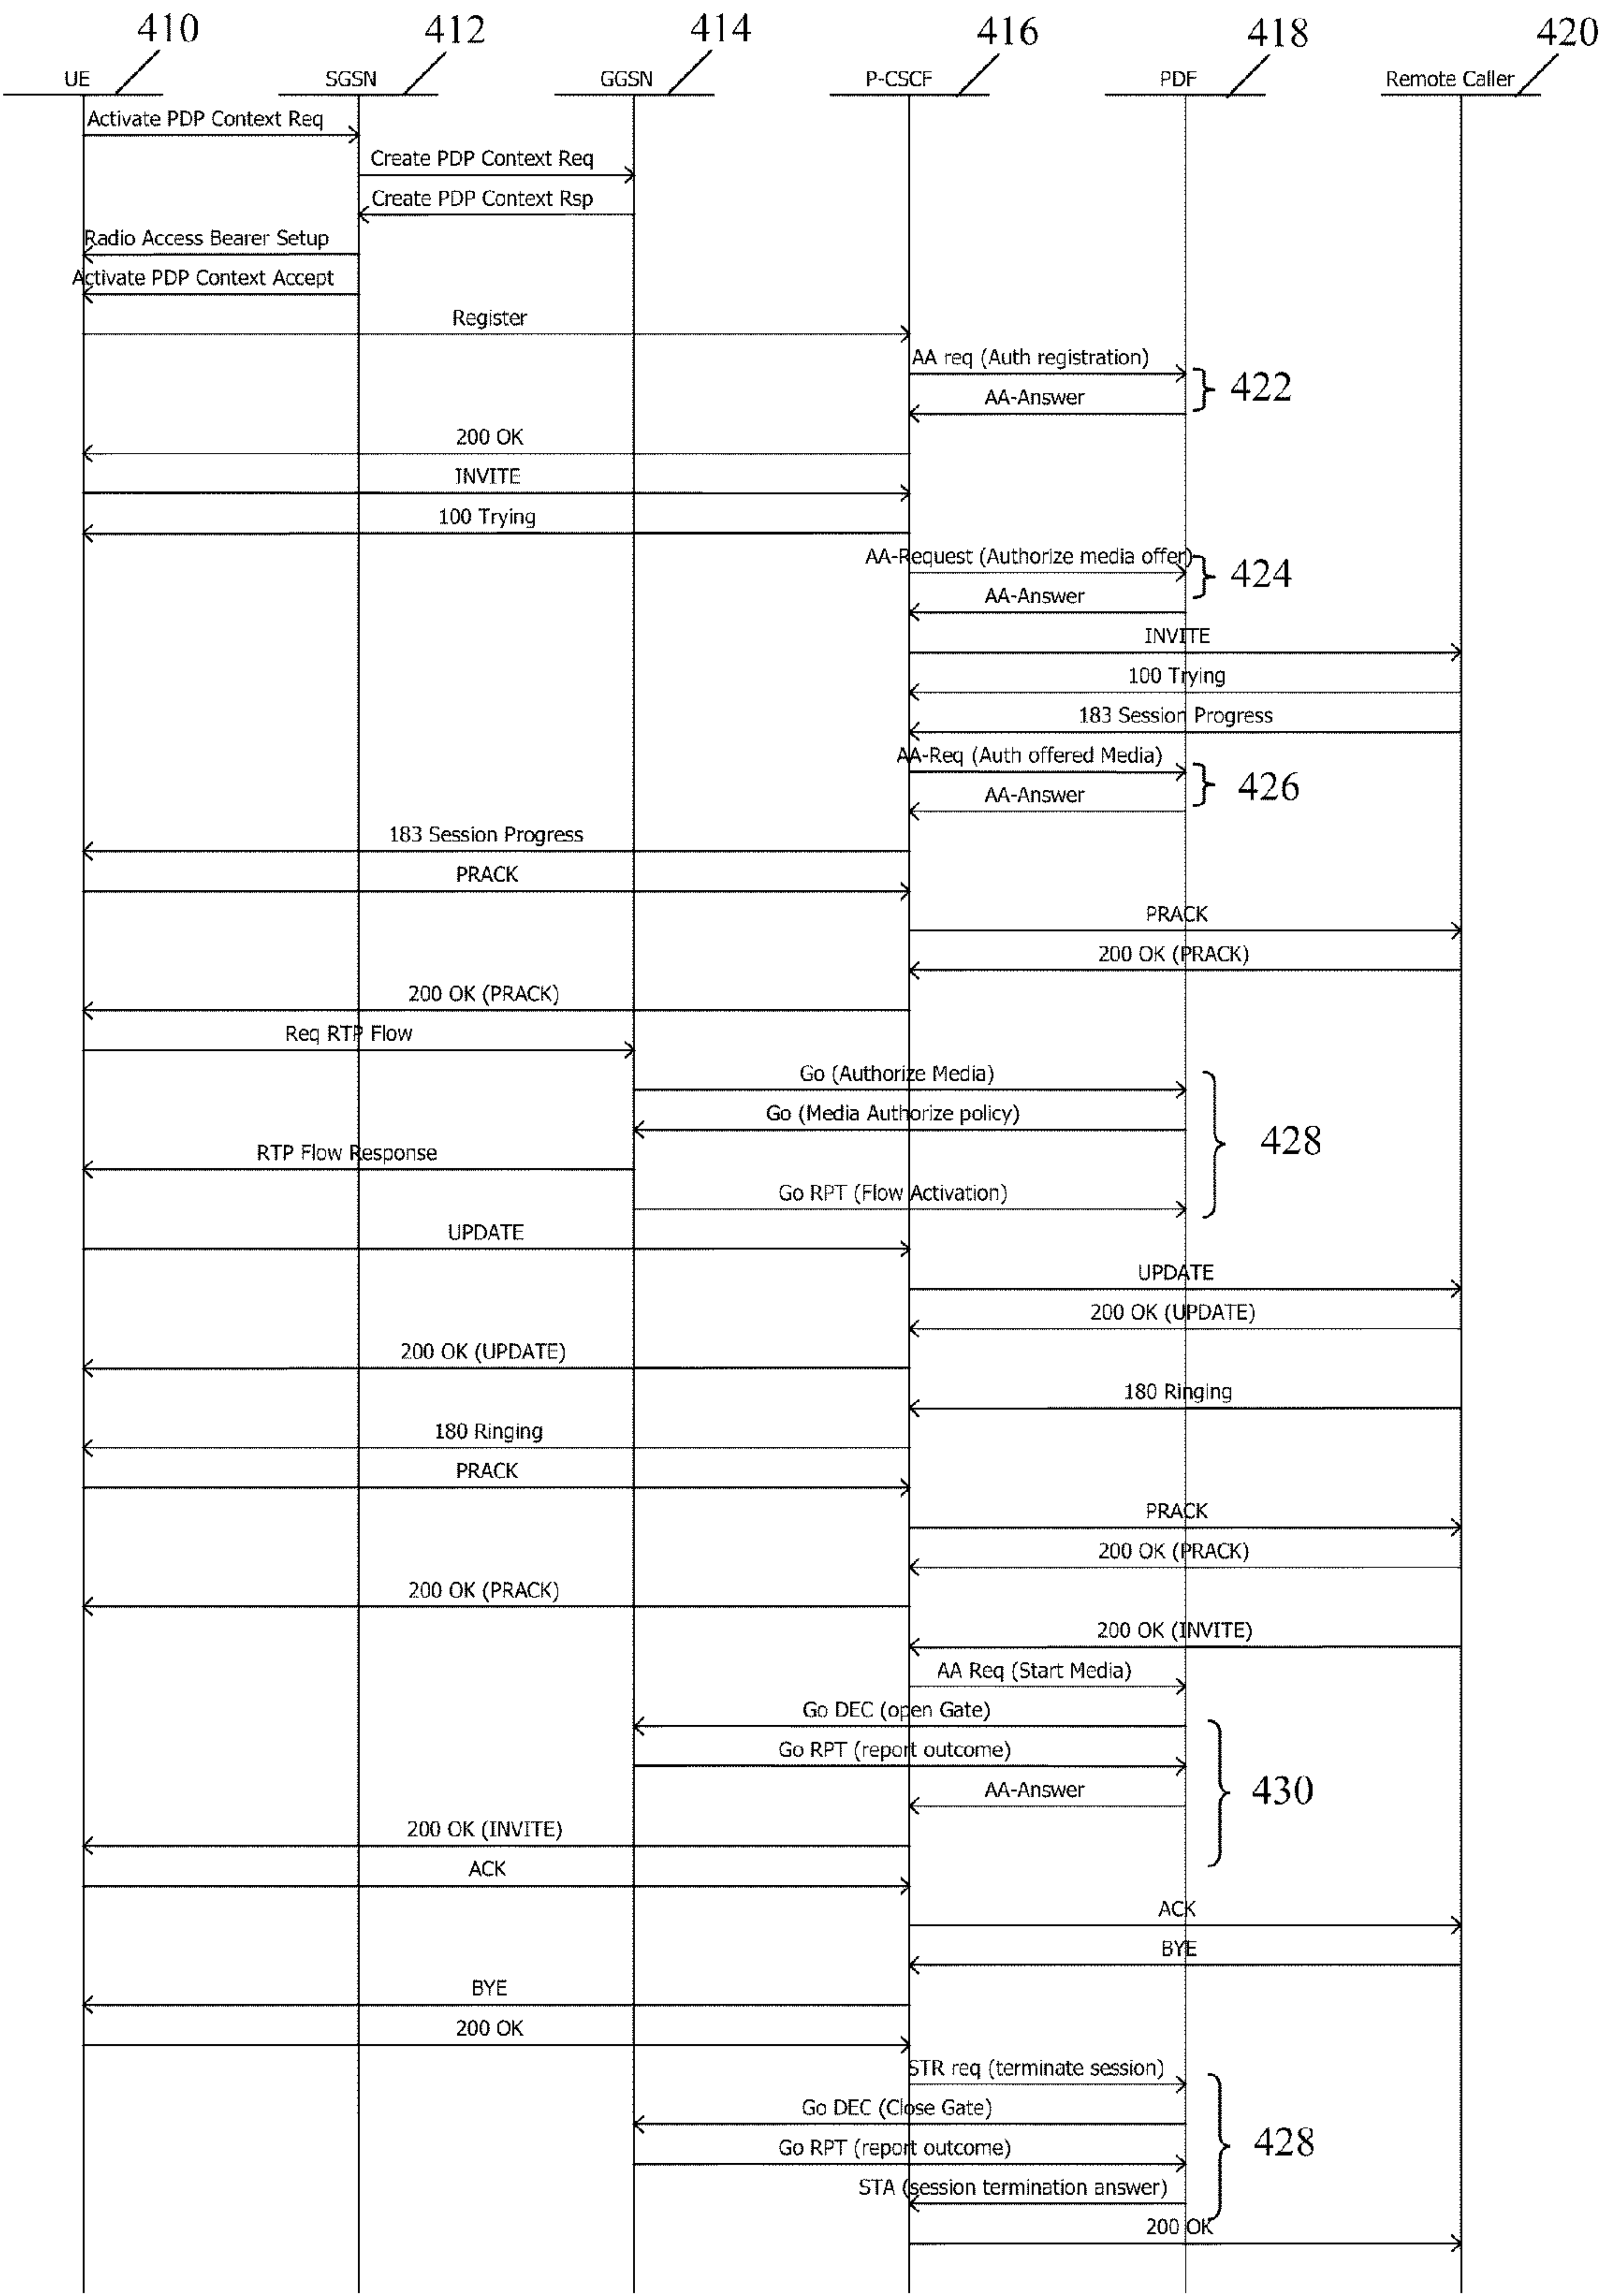 410 412 414 416 418 420
UE SGSN GGSN P-CSCF PDF Remote Caller
Activate PDP Context Req
Create PDP Context Req
Create PDP Context Rsp
Radio Access Bearer Setup
Activate PDP Context Accept
Register
AA req (Auth registration)
422
AA-Answer
200 OK
INVITE
100 Trying
AA-Request (Authorize media offer)
424
AA-Answer
INVITE
100 Trying
183 Session Progress
AA-Req (Auth offered Media)
426
AA-Answer
183 Session Progress
PRACK
PRACK
200 OK (PRACK)
200 OK (PRACK)
Req RTP Flow
Go (Authorize Media)
Go (Media Authorize policy)
428
RTP Flow Response
Go RPT (Flow Activation)
UPDATE
UPDATE
200 OK (UPDATE)
200 OK (UPDATE)
180 Ringing
180 Ringing
PRACK
PRACK
200 OK (PRACK)
200 OK (PRACK)
200 OK (INVITE)
AA Req (Start Media)
Go DEC (open Gate)
Go RPT (report outcome)
430
AA-Answer
200 OK (INVITE)
ACK
ACK
BYE
BYE
200 OK
STR req (terminate session)
Go DEC (Close Gate)
428
Go RPT (report outcome)
STA (session termination answer)
200 OK